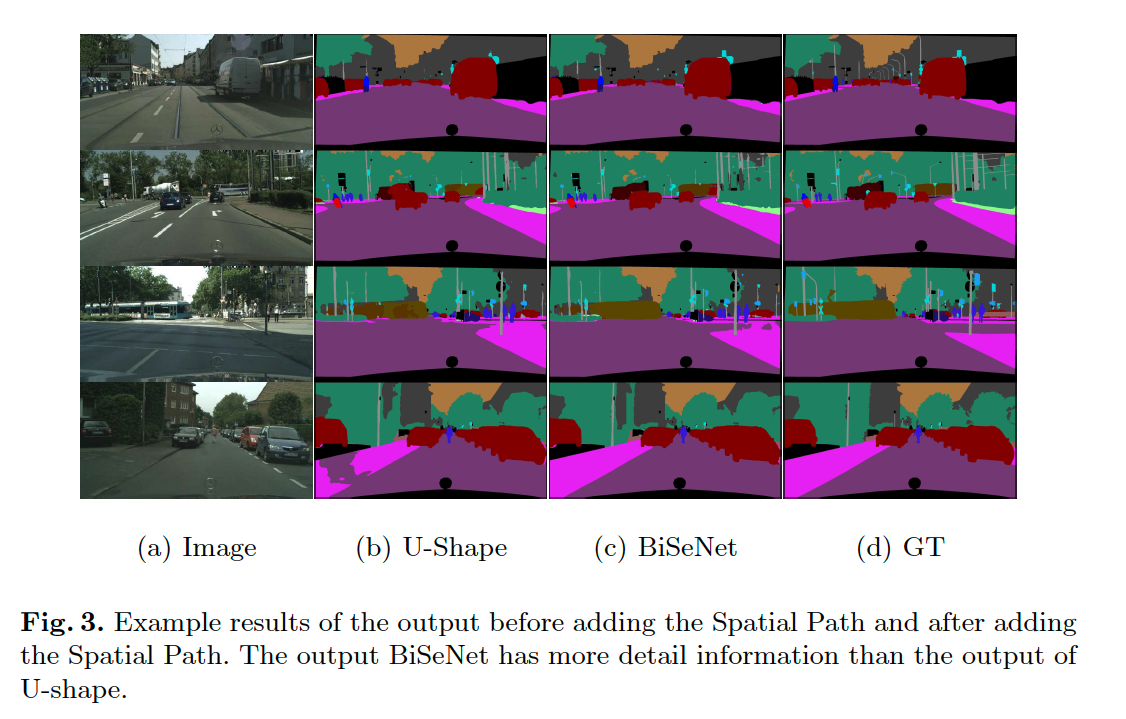 (a) Image
(b) U-Shape
(c) BiSeNet
(d) GT
Fig. 3. Example results of the output before adding the Spatial Path and after adding
the Spatial Path. The output BiSeNet has more detail information than the output of
U-shape.